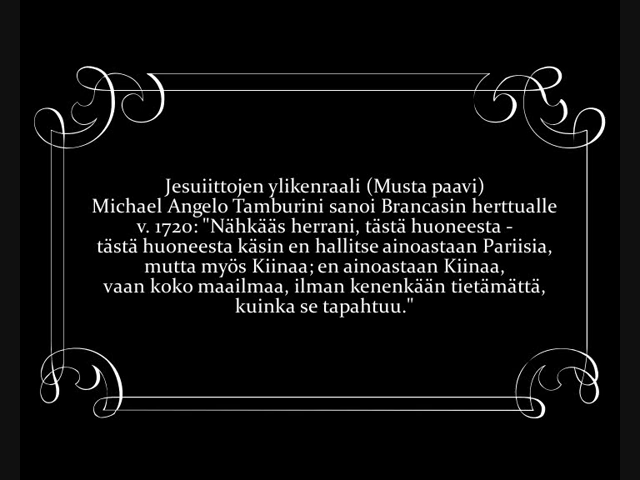 Jesuiittojen ylikenraali (Musta paavi)
Michael Angelo Tamburini sanoi Brancasin herttualle
v. 1720: "Nähkääs herrani, tästä huoneesta -
tästä huoneesta käsin en hallitse ainoastaan Pariisia,
mutta myös Kiinaa; en ainoastaan Kiinaa,
vaan koko maailmaa, ilman kenenkään tietämättä,
kuinka se tapahtuu."